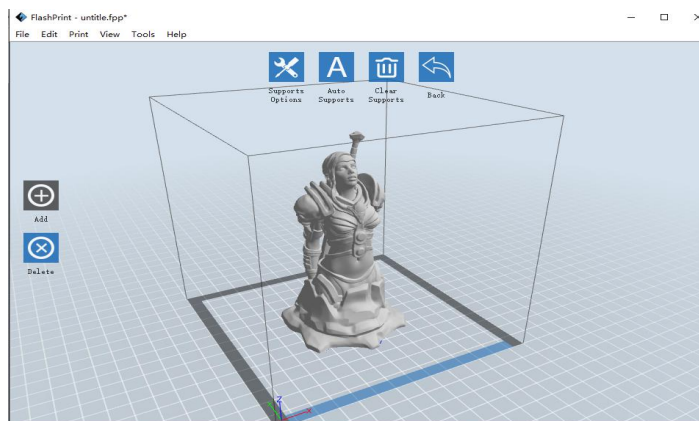 FlashPrint - untitle.fpp*
File Edit Print View Tools Help
Supports Options
A
Auto Supports
Clear Supports
Back
Add
Delete
Z
X